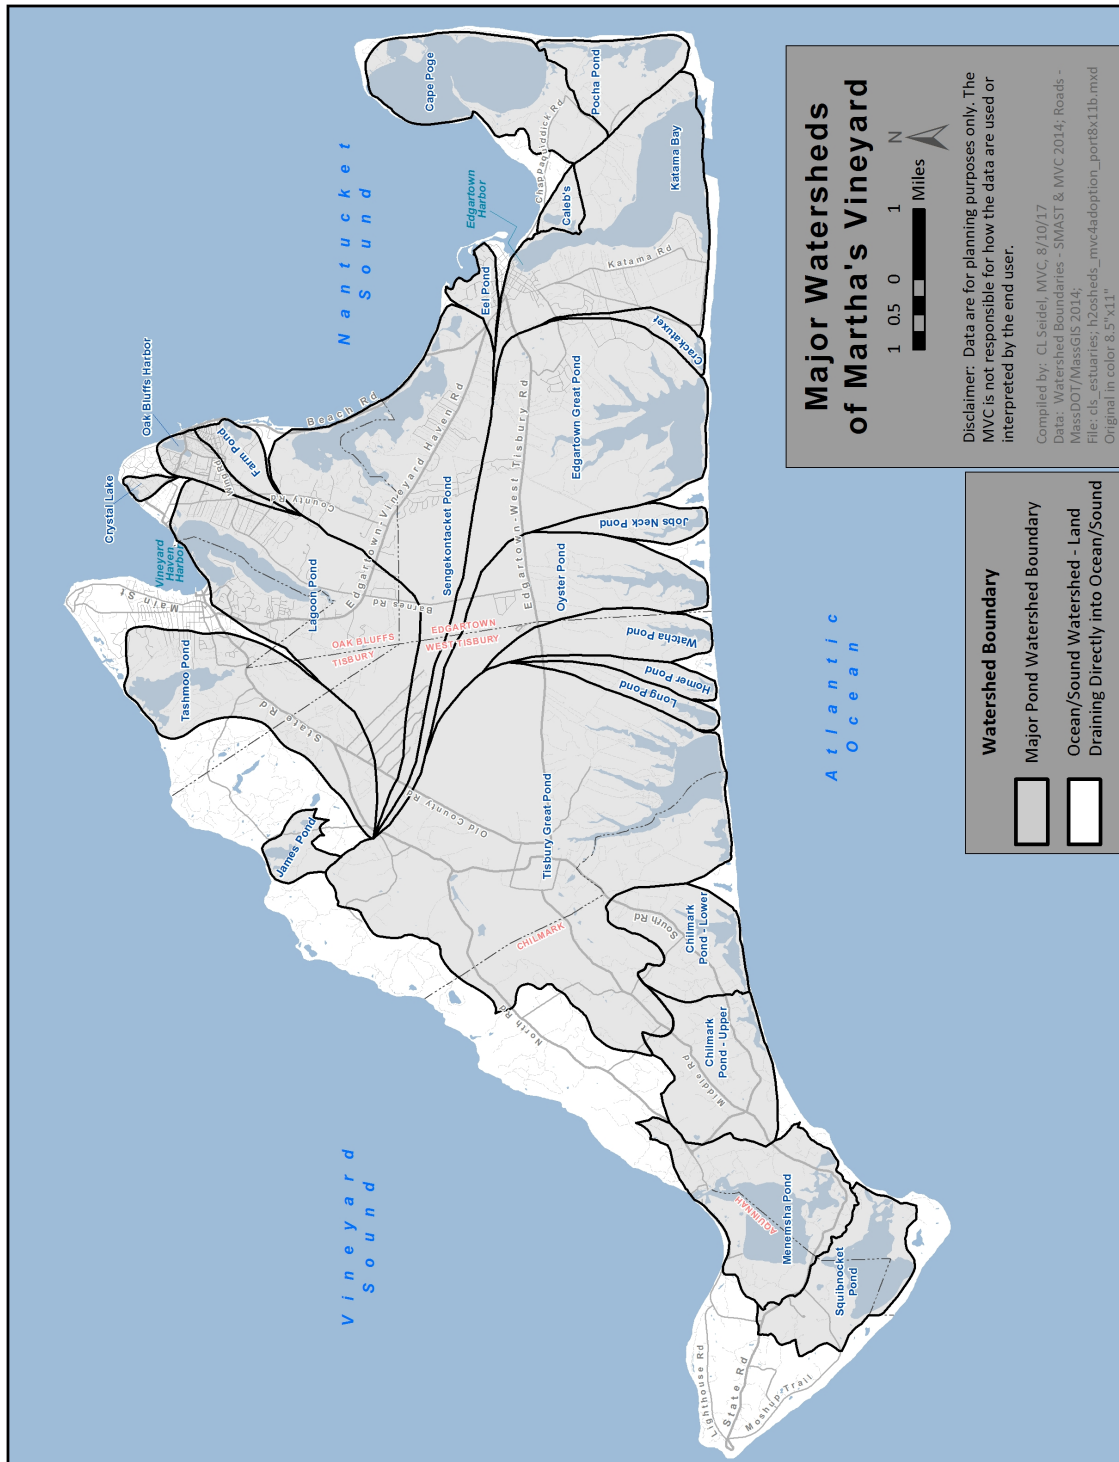 Major Watersheds
of Martha's Vineyard
1 0.5 0 1
Miles
N
Disclaimer: Data are for planning purposes only. The
MVC is not responsible for how the data are used or
interpreted by the end user.
Compiled by: CL Seidel, MVC, 8/10/17
Data: Watershed Boundaries - SMAST & MVC 2014; Roads -
MassDOT/MassGIS 2014;
File: cls_estuaries; h2osheds_mvc4adoption_port8x11b.mxd
Original in color 8.5"x11"
Watershed Boundary
Major Pond Watershed Boundary
Ocean/Sound Watershed - Land
Draining Directly into Ocean/Sound
Vineyard
Sound
Nantucket
Sound
Atlantic
Ocean
Crystal Lake
Oak Bluffs Harbor
Vineyard
Haven
Harbor
Farm Pond
Wing Rd
County Rd
Beach Rd
Main St
Tashmoo Pond
Lagoon Pond
Edgartown-Vineyard Haven Rd
Barnes Rd
Sengekontacket Pond
OAK BLUFFS
TISBURY
EDGARTOWN
WEST TISBURY
State Rd
James Pond
Old County Rd
Edgartown-West Tisbury Rd
Eel Pond
Edgartown
Harbor
Cape Poge
Chappaquiddick Rd
Pocha Pond
Caleb's
Katama Bay
Katama Rd
Crackatuxet
Edgartown Great Pond
Jobs Neck Pond
Oyster Pond
Watcha Pond
Homer Pond
Long Pond
Tisbury Great Pond
CHILMARK
North Rd
South Rd
Chilmark
Pond - Lower
Chilmark
Pond - Upper
Middle Rd
Menemsha Pond
AQUINNAH
Squibnocket
Pond
Lighthouse Rd
State Rd
Moshup Trail